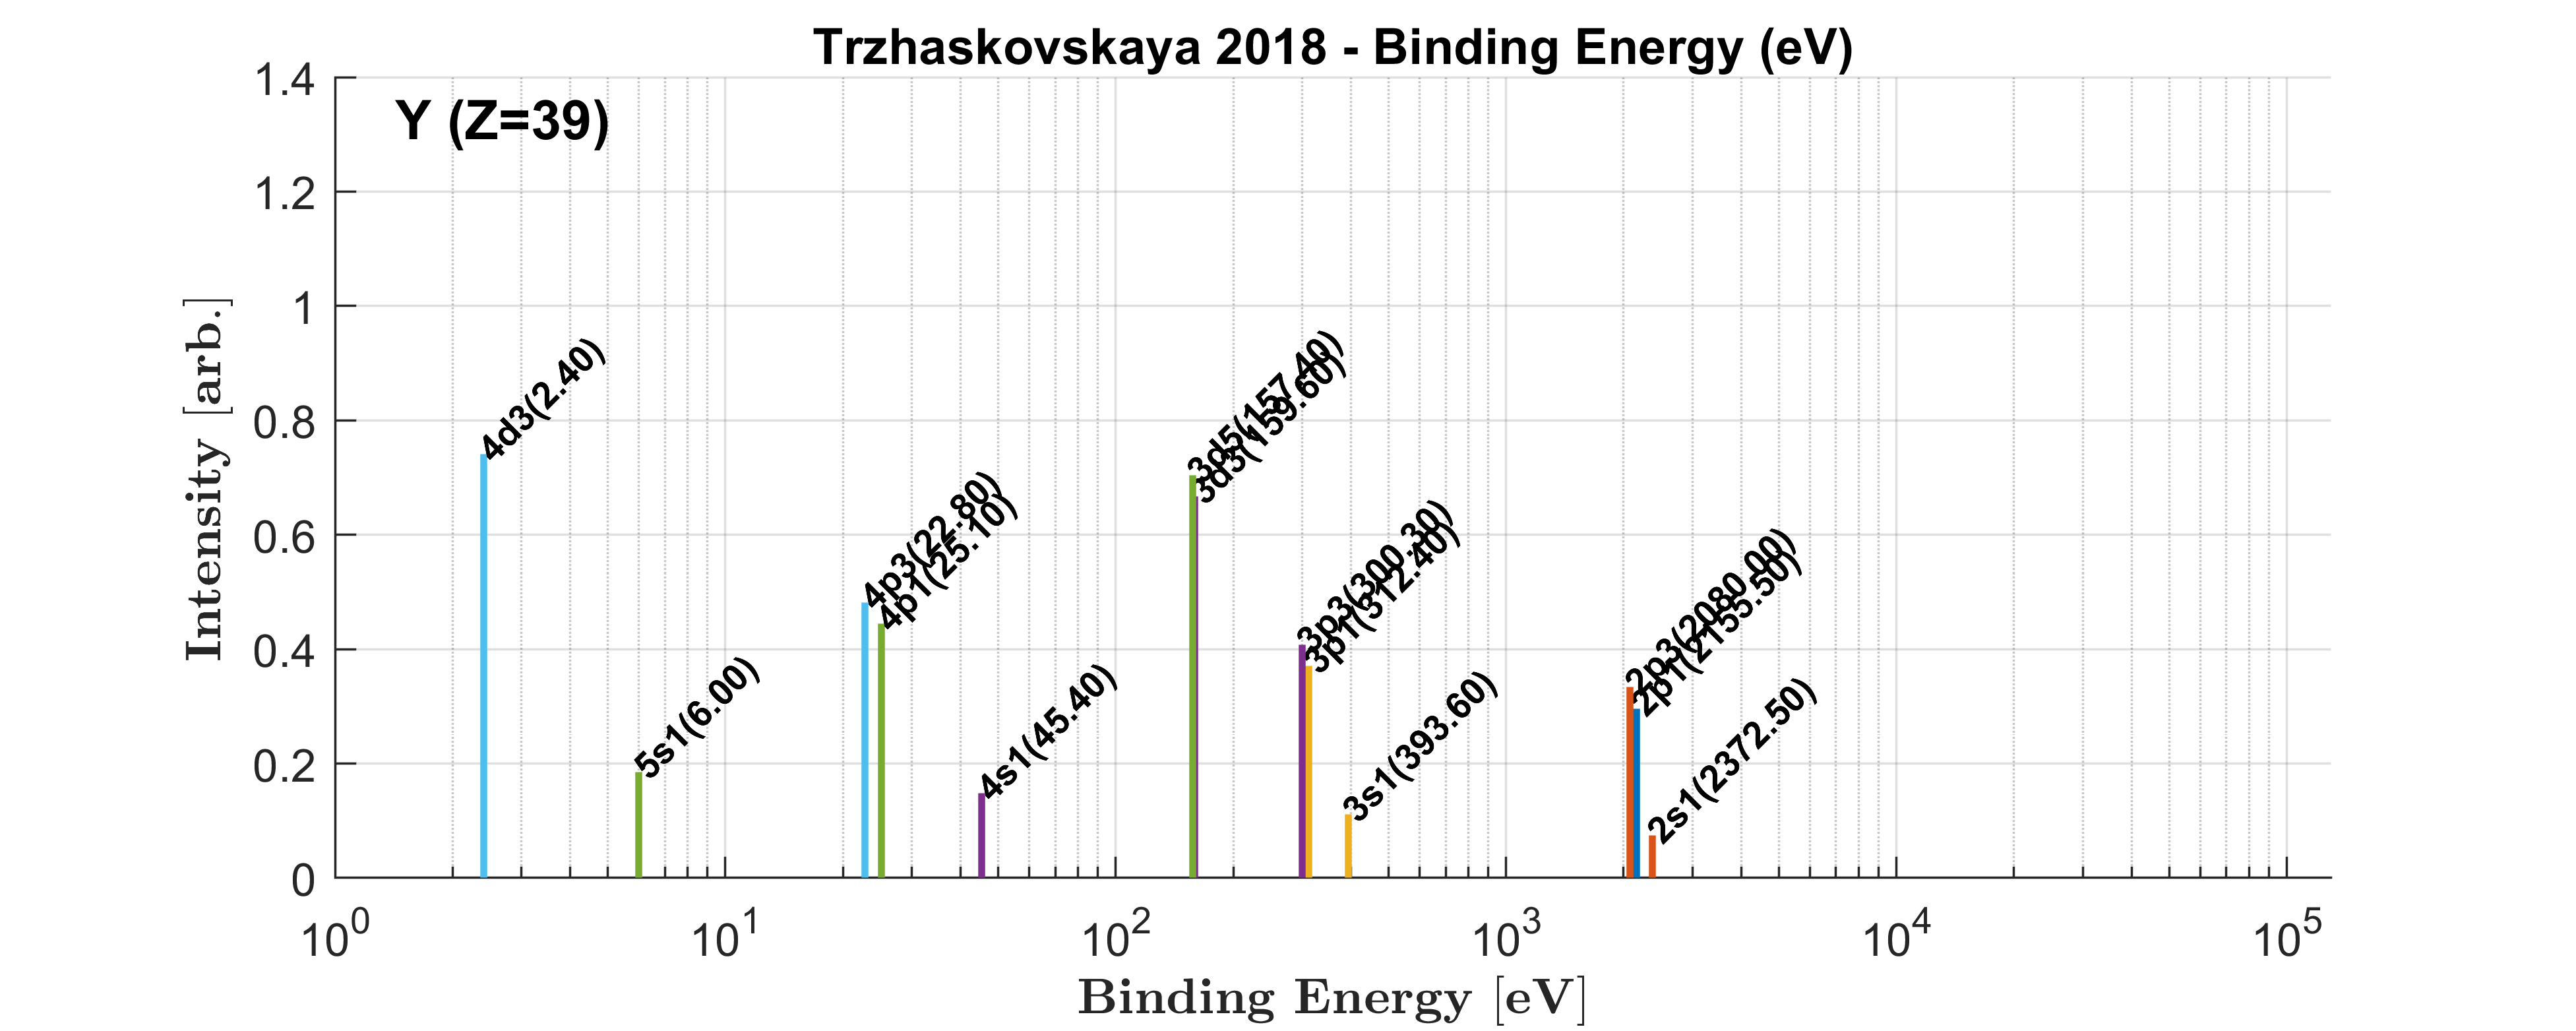 Trzhaskovskaya 2018 - Binding Energy (eV)
Y (Z=39)
1.4
1.2
1
0.8
0.6
0.4
0.2
0
Intensity [arb.]
4d3(2.40)
5s1(6.00)
4p3(22.80)
4p1(25.10)
4s1(45.40)
3d5(157.40)
3d3(159.60)
3p3(300.30)
3p1(312.40)
3s1(393.60)
2p3(2080.00)
2p1(2155.50)
2s1(2372.50)
10^0
10^1
10^2
10^3
10^4
10^5
Binding Energy [eV]